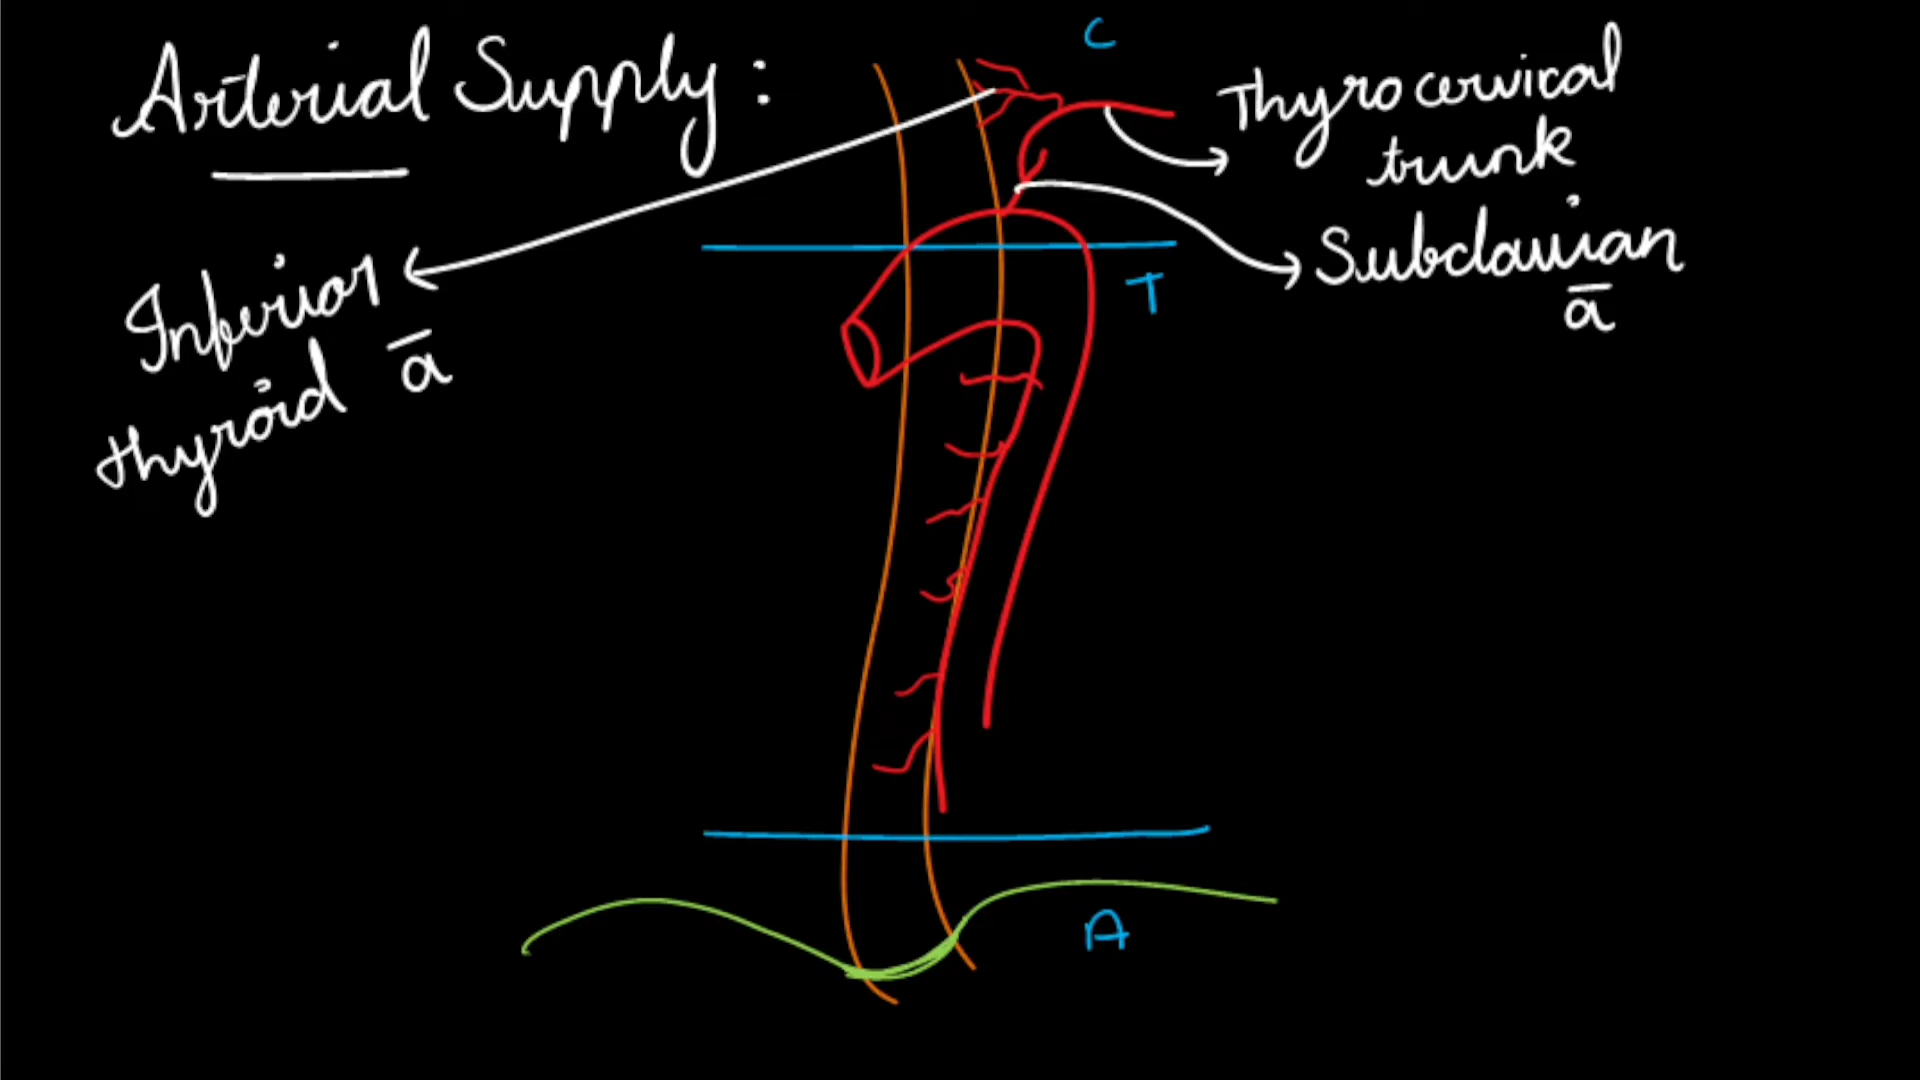 Arterial Supply :
C
Thyrocervical
trunk
Subclavian
ā
T
Inferior
thyroid ā
A